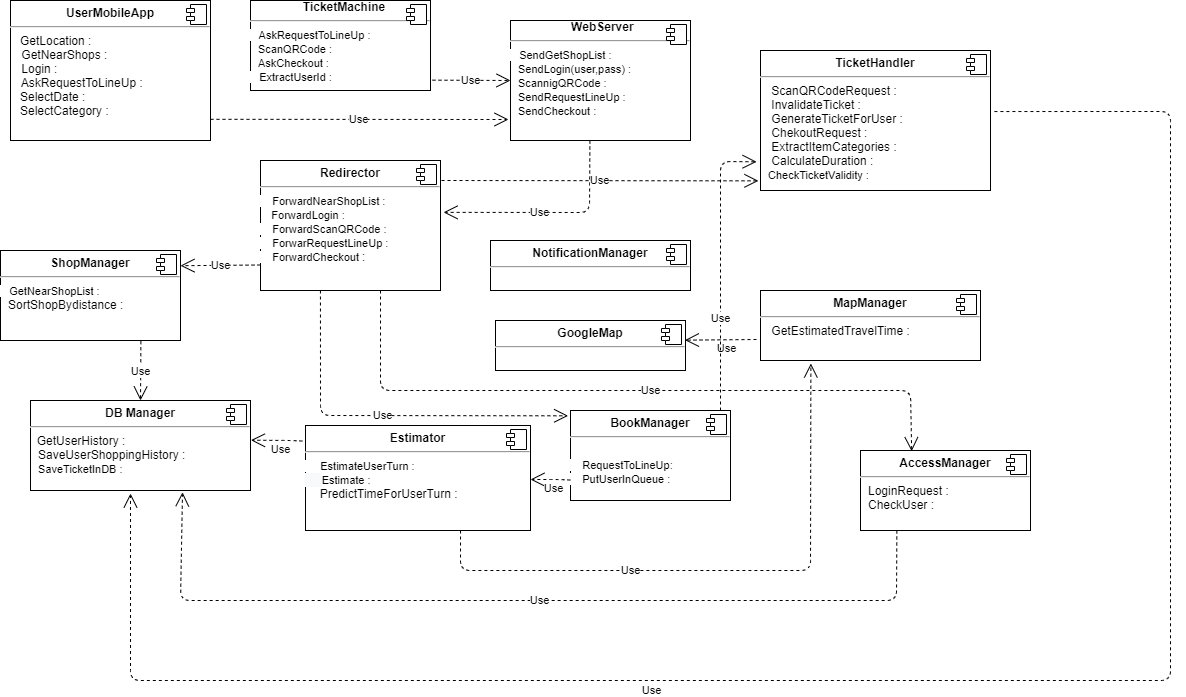 UserMobileApp
GetLocation :
GetNearShops :
Login :
AskRequestToLineUp :
SelectDate :
SelectCategory :
TicketMachine
AskRequestToLineUp :
ScanQRCode :
AskCheckout :
ExtractUserId :
Use
Use
WebServer
SendGetShopList :
SendLogin(user,pass) :
ScannigQRCode :
SendRequestLineUp :
SendCheckout :
TicketHandler
ScanQRCodeRequest :
InvalidateTicket :
GenerateTicketForUser :
ChekoutRequest :
ExtractItemCategories :
CalculateDuration :
CheckTicketValidity :
Redirector
ForwardNearShopList :
ForwardLogin :
ForwardScanQRCode :
ForwarRequestLineUp :
ForwardCheckout :
Use
Use
ShopManager
GetNearShopList :
SortShopBydistance :
Use
NotificationManager
MapManager
GetEstimatedTravelTime :
GoogleMap
Use
Use
Use
Use
Use
DB Manager
GetUserHistory :
SaveUserShoppingHistory :
SaveTicketInDB :
Use
Estimator
EstimateUserTurn :
Estimate :
PredictTimeForUserTurn :
Use
BookManager
RequestToLineUp:
PutUserInQueue :
AccessManager
LoginRequest :
CheckUser :
Use
Use
Use